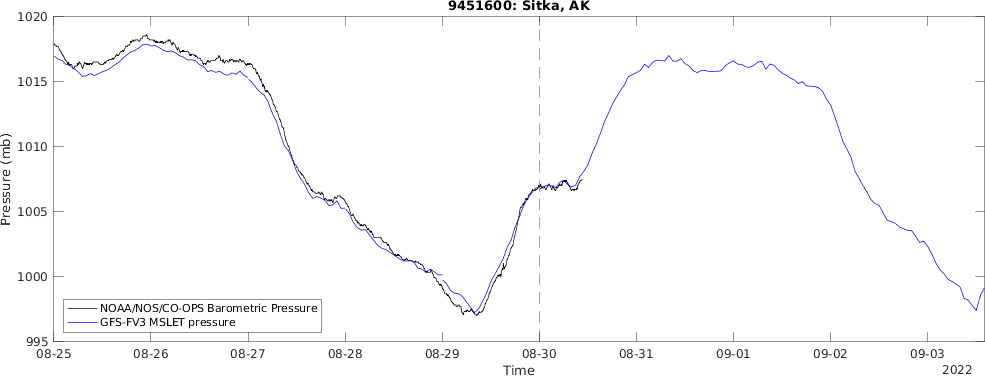 9451600: Sitka, AK
Pressure (mb)
1020
1015
1010
1005
1000
995
NOAA/NOS/CO-OPS Barometric Pressure
GFS-FV3 MSLET pressure
08-25 08-26 08-27 08-28 08-29 08-30 08-31 09-01 09-02 09-03
Time
2022